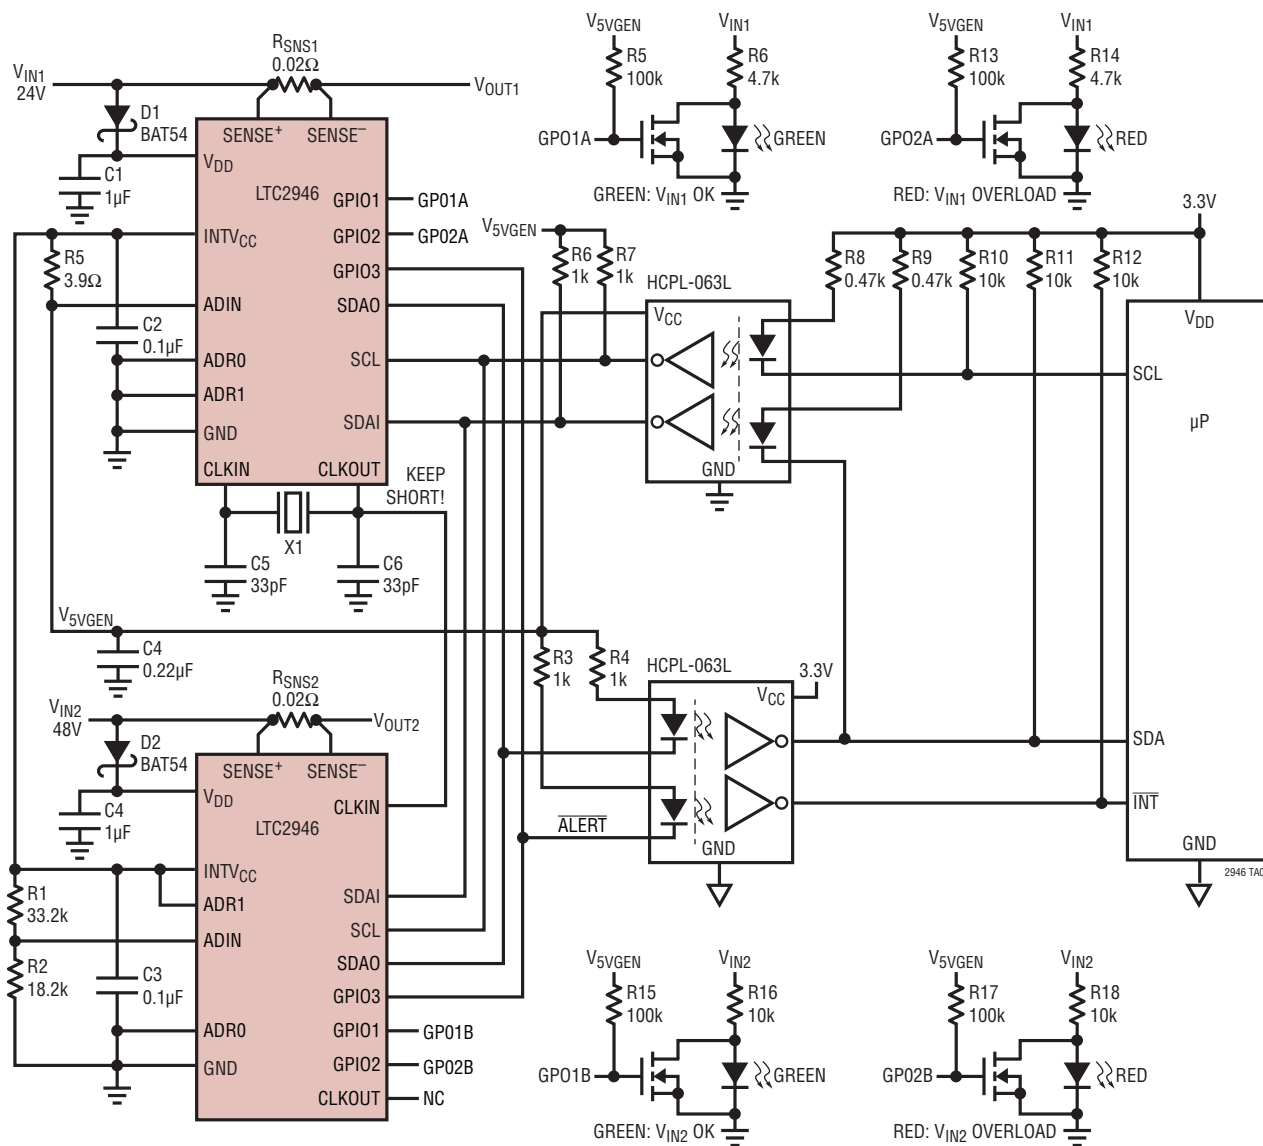 V5VGEN
R5
100k
VIN1
R6
4.7k
GPO1A
GREEN
GREEN: VIN1 OK
V5VGEN
R13
100k
VIN1
R14
4.7k
GPO2A
RED
RED: VIN1 OVERLOAD
VIN1
24V
RSNS1
0.02Ω
VOUT1
D1
BAT54
C1
1µF
SENSE+
SENSE–
VDD
LTC2946
GPIO1
GP01A
GPIO2
GP02A
INTVCC
GPIO3
R5
3.9Ω
ADIN
SDAO
C2
0.1µF
ADR0
SCL
ADR1
GND
SDAI
CLKIN
CLKOUT
KEEP
SHORT!
X1
C5
33pF
C6
33pF
V5VGEN
R6
1k
R7
1k
HCPL-063L
VCC
GND
R8
0.47k
R9
0.47k
R10
10k
R11
10k
R12
10k
3.3V
VDD
SCL
µP
SDA
INT
GND
2946 TA0
V5VGEN
C4
0.22µF
R3
1k
R4
1k
HCPL-063L
3.3V
VCC
ALERT
GND
VIN2
48V
RSNS2
0.02Ω
VOUT2
D2
BAT54
C4
1µF
SENSE+
SENSE–
VDD
CLKIN
LTC2946
INTVCC
SDAI
ADR1
SCL
R1
33.2k
ADIN
SDAO
R2
18.2k
C3
0.1µF
GPIO3
ADR0
GPIO1
GP01B
GND
GPIO2
GP02B
CLKOUT
NC
V5VGEN
R15
100k
VIN2
R16
10k
GPO1B
GREEN
GREEN: VIN2 OK
V5VGEN
R17
100k
VIN2
R18
10k
GP02B
RED
RED: VIN2 OVERLOAD